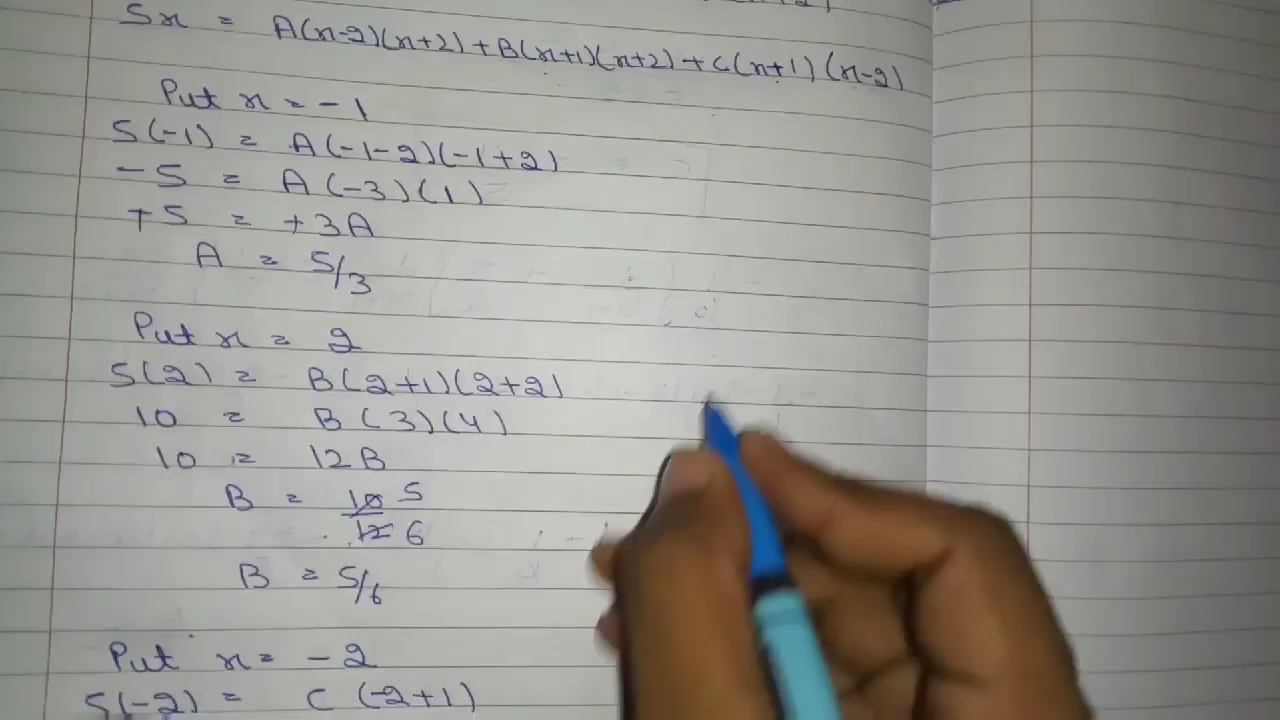 5x = A(x-2)(x+2)+B(x+1)(x+2)+C(x+1)(x-2)
Put x = -1
5(-1) = A(-1-2)(-1+2)
-5 = A(-3)(1)
+5 = +3A
A = 5/3
Put x = 2
5(2) = B(2+1)(2+2)
10 = B(3)(4)
10 = 12B
B = 10 5
12 6
B = 5/6
Put x = -2
5(-2) = C(-2+1)